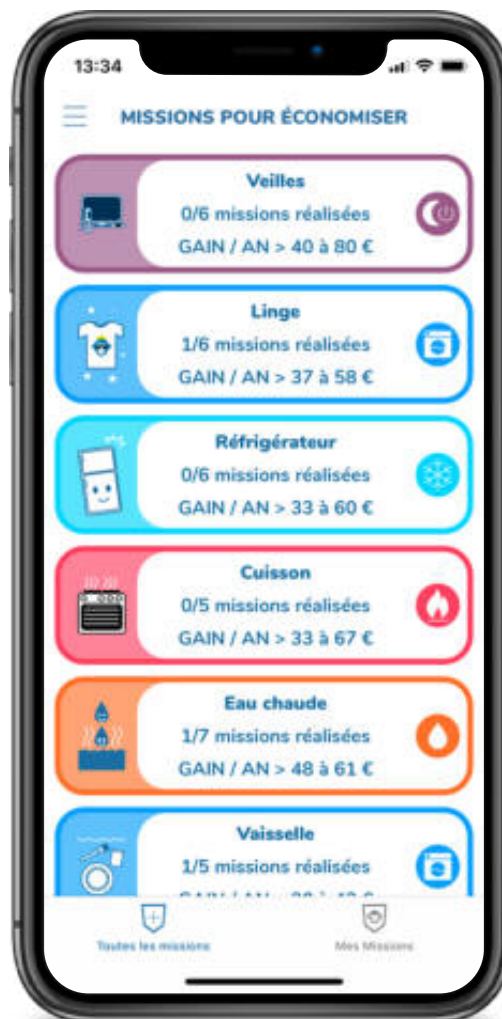 13:34
MISSIONS POUR ÉCONOMISER
Veilles
0/6 missions réalisées
GAIN / AN > 40 à 80 €
Linge
1/6 missions réalisées
GAIN / AN > 37 à 58 €
Réfrigérateur
0/6 missions réalisées
GAIN / AN > 33 à 60 €
Cuisson
0/5 missions réalisées
GAIN / AN > 33 à 67 €
Eau chaude
1/7 missions réalisées
GAIN / AN > 48 à 61 €
Vaisselle
1/5 missions réalisées
Toutes les missions
Mes Missions